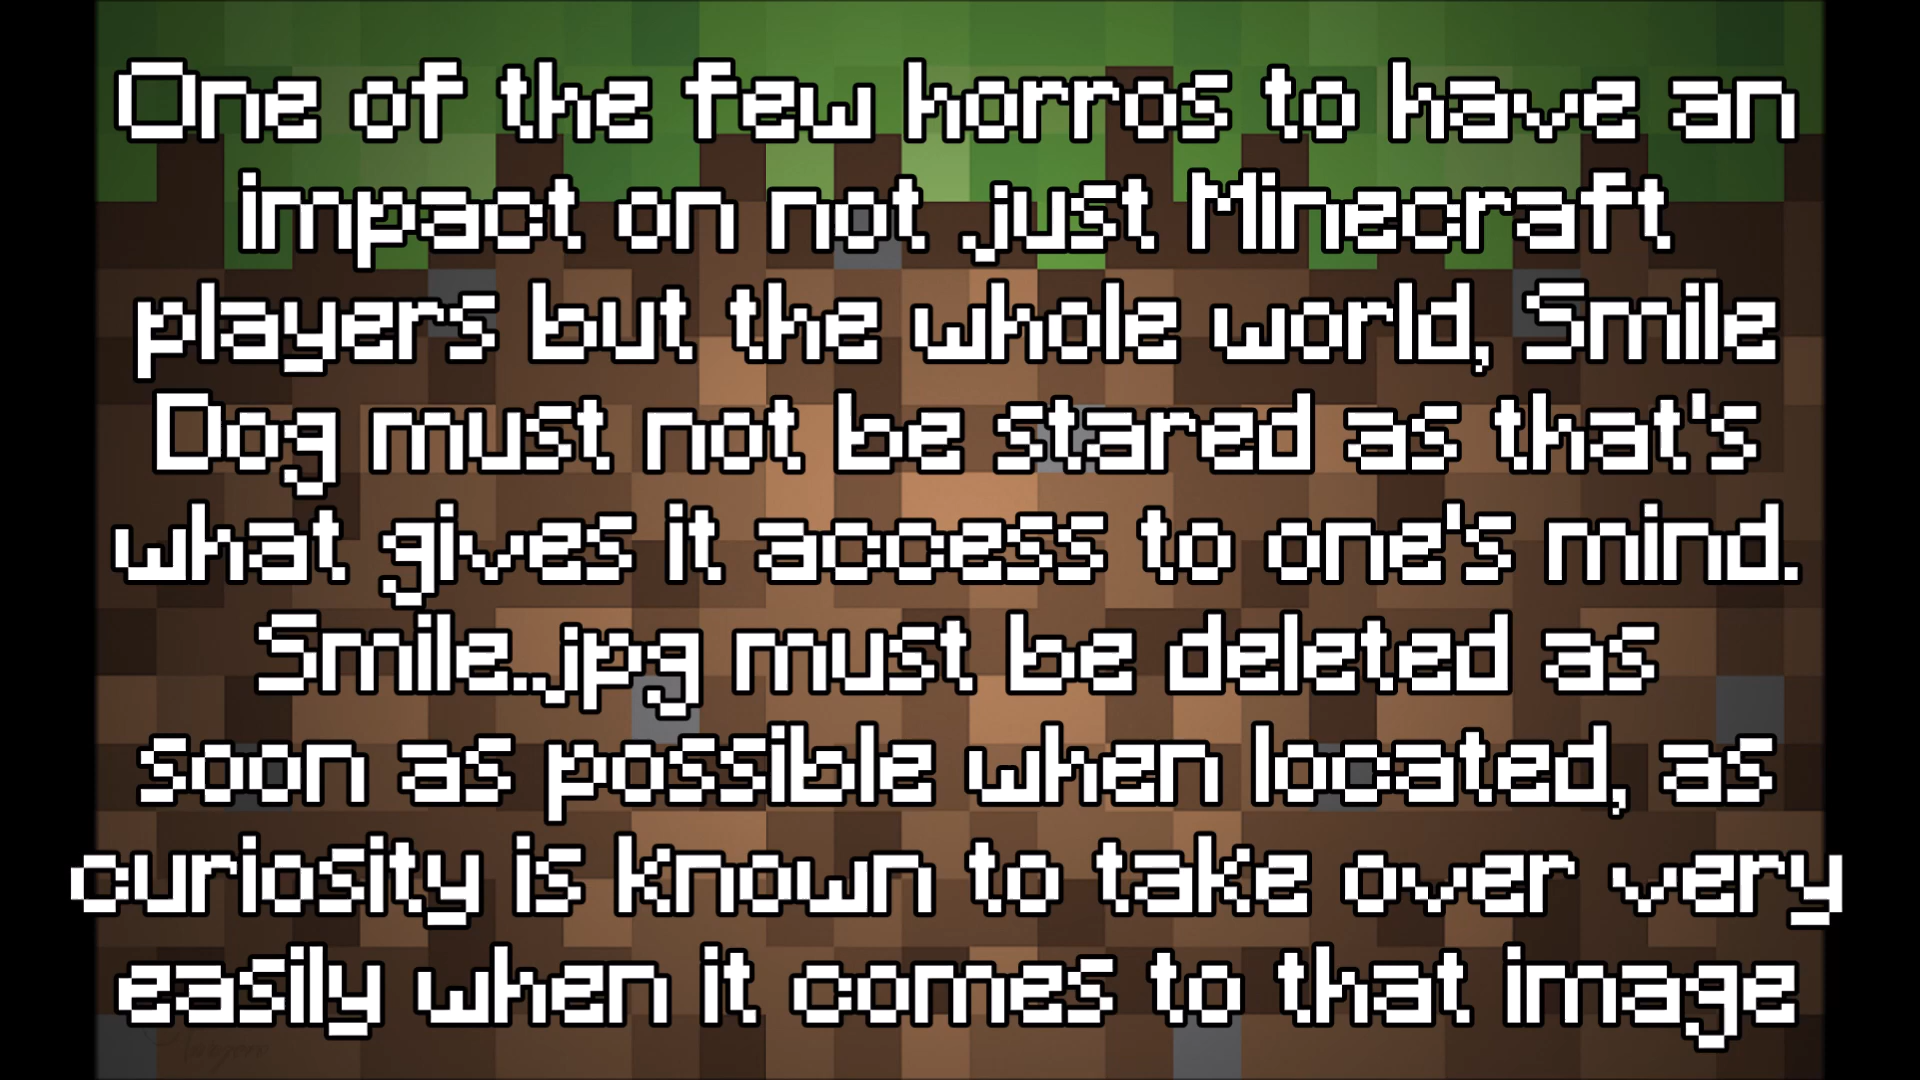 One of the few horros to have an
impact on not just Minecraft
players but the whole world, Smile
Dog must not be stared as that's
what gives it access to one's mind.
Smile..jpg must be deleted as
soon as possible when located, as
curiosity is known to take over very
easily when it comes to that image